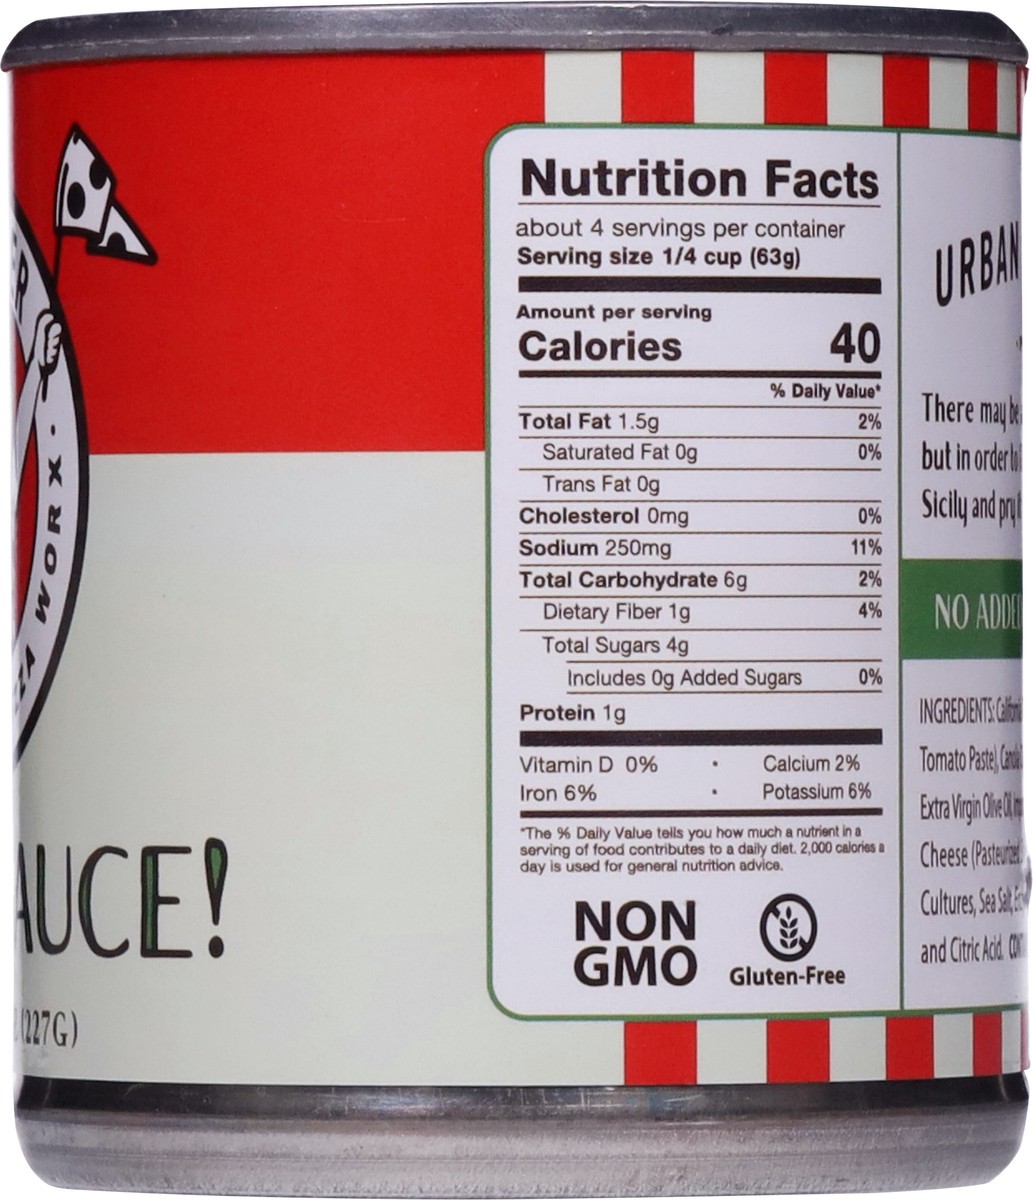 WORX.
AUCE!
(227G)
Nutrition Facts
about 4 servings per container
Serving size 1/4 cup (63g)
Amount per serving
Calories 40
% Daily Value*
Total Fat 1.5g 2%
Saturated Fat 0g 0%
Trans Fat 0g
Cholesterol 0mg 0%
Sodium 250mg 11%
Total Carbohydrate 6g 2%
Dietary Fiber 1g 4%
Total Sugars 4g
Includes 0g Added Sugars 0%
Protein 1g
Vitamin D 0% • Calcium 2%
Iron 6% • Potassium 6%
*The % Daily Value tells you how much a nutrient in a
serving of food contributes to a daily diet. 2,000 calories a
day is used for general nutrition advice.
NON
GMO
Gluten-Free
URBAN
There may be
but in order to
Sicily and pry
NO ADDE
INGREDIENTS:
Tomato Paste),
Extra Virgin Olive Oil,
Cheese (Pasteurized
Cultures, Sea Salt,
and Citric Acid.